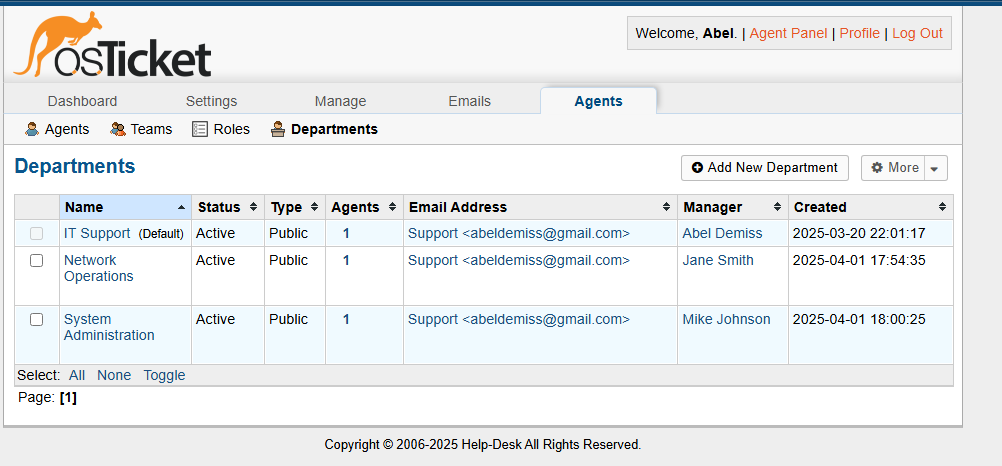 Welcome, Abel. | Agent Panel | Profile | Log Out
osTicket
Dashboard Settings Manage Emails Agents
Agents Teams Roles Departments
Departments
Add New Department More
Name Status Type Agents Email Address Manager Created
IT Support (Default) Active Public 1 Support <abeldemiss@gmail.com> Abel Demiss 2025-03-20 22:01:17
Network Active Public 1 Support <abeldemiss@gmail.com> Jane Smith 2025-04-01 17:54:35
Operations
System Active Public 1 Support <abeldemiss@gmail.com> Mike Johnson 2025-04-01 18:00:25
Administration
Select: All None Toggle
Page: [1]
Copyright © 2006-2025 Help-Desk All Rights Reserved.